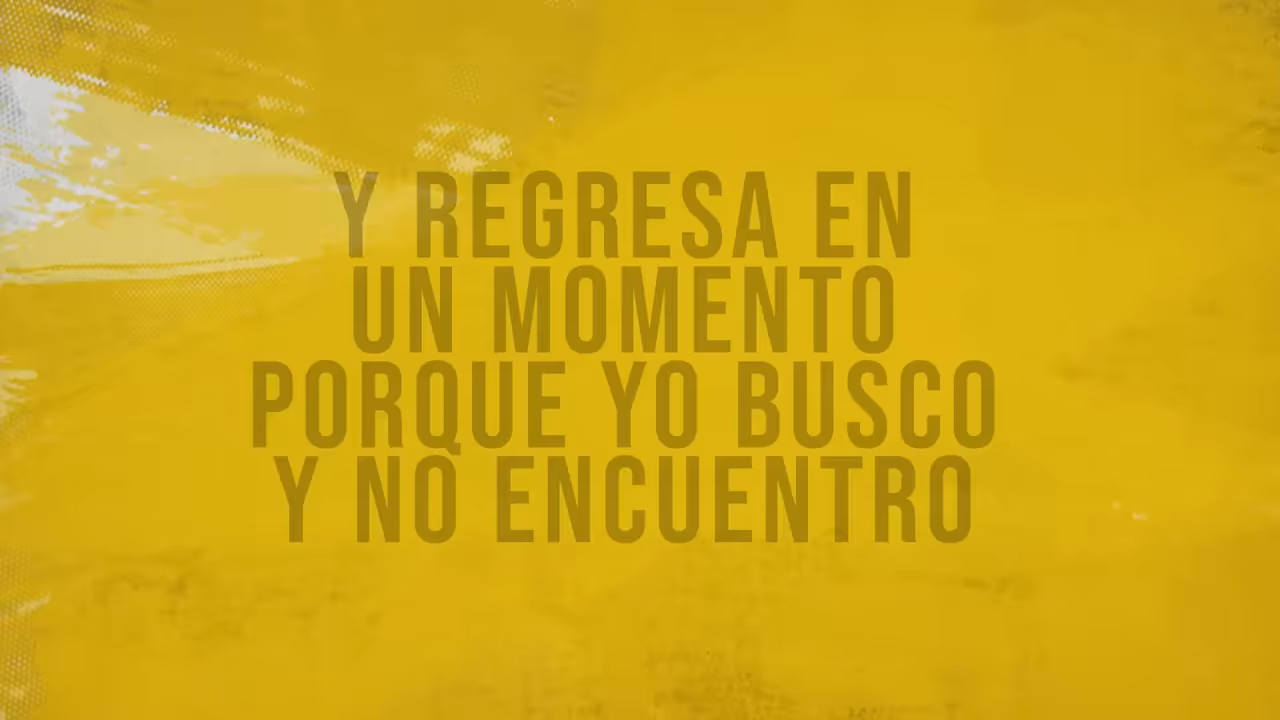 Y REGRESA EN
UN MOMENTO
PORQUE YO BUSCO
Y NO ENCUENTRO